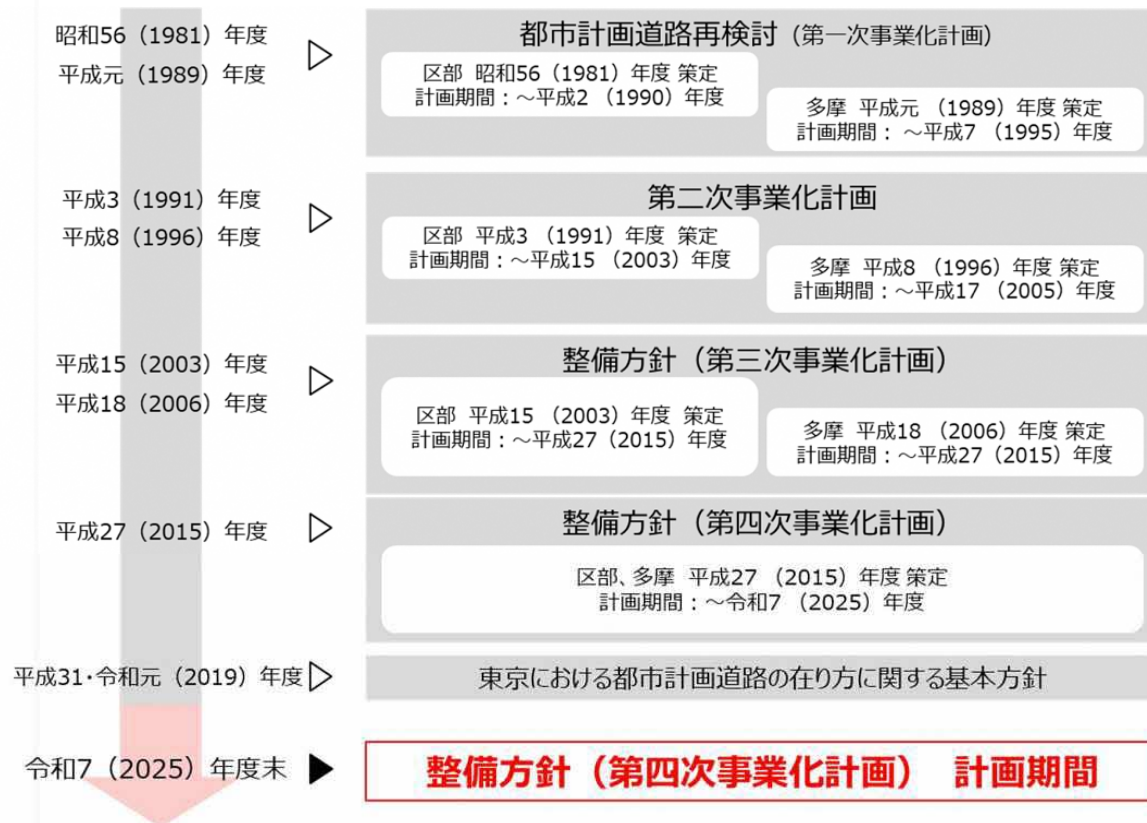 昭和56（1981）年度
平成元（1989）年度
都市計画道路再検討（第一次事業化計画）
区部 昭和56（1981）年度 策定
計画期間：～平成2 （1990）年度
多摩 平成元 （1989）年度 策定
計画期間： ～平成7 （1995）年度
平成3（1991）年度
平成8（1996）年度
第二次事業化計画
区部 平成3 （1991）年度 策定
計画期間：～平成15 （2003）年度
多摩 平成8 （1996）年度 策定
計画期間：～平成17 （2005）年度
平成15（2003）年度
平成18（2006）年度
整備方針（第三次事業化計画）
区部 平成15 （2003）年度 策定
計画期間：～平成27（2015）年度
多摩 平成18 （2006）年度 策定
計画期間：～平成27（2015）年度
平成27（2015）年度
整備方針（第四次事業化計画）
区部、多摩 平成27 （2015）年度 策定
計画期間：～令和7 （2025）年度
平成31・令和元（2019）年度
東京における都市計画道路の在り方に関する基本方針
令和7（2025）年度末
整備方針（第四次事業化計画） 計画期間